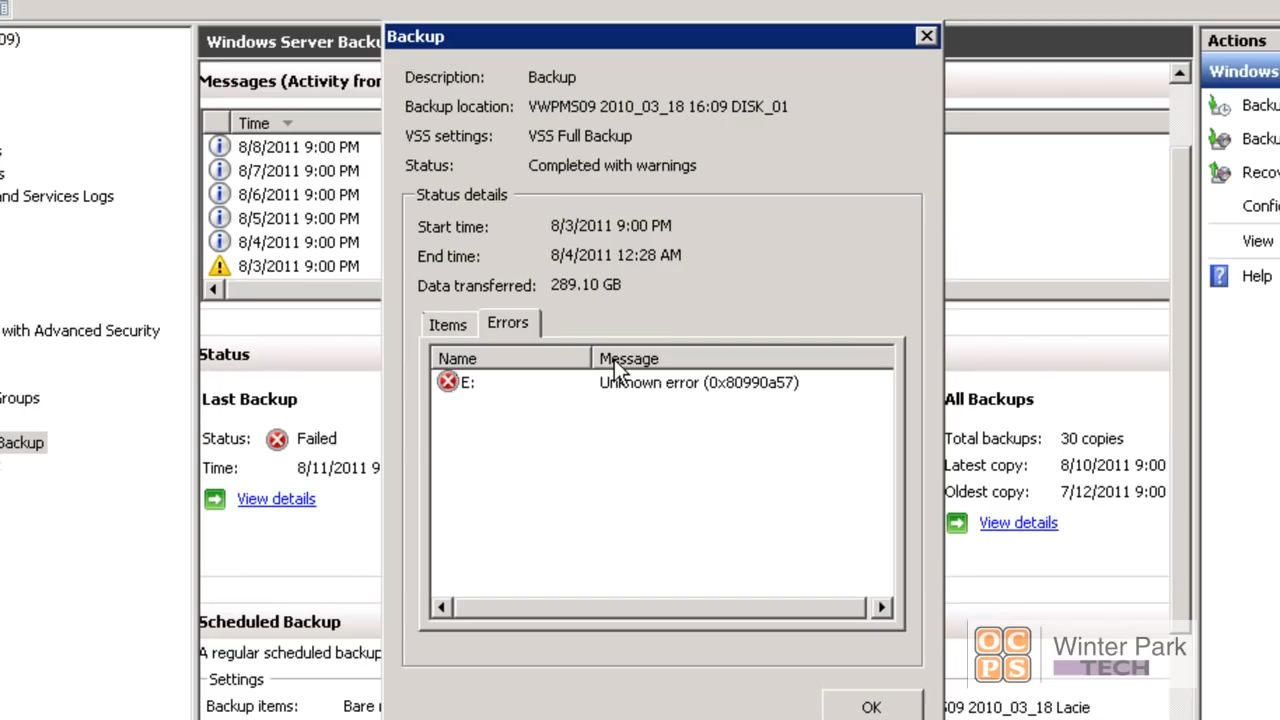 09)
and Services Logs
with Advanced Security
Groups
Backup
Windows Server Backu
Messages (Activity from
Time
8/8/2011 9:00 PM
8/7/2011 9:00 PM
8/6/2011 9:00 PM
8/5/2011 9:00 PM
8/4/2011 9:00 PM
8/3/2011 9:00 PM
Status
Last Backup
Status: Failed
Time: 8/11/2011 9
View details
Scheduled Backup
A regular scheduled backup
Settings
Backup items: Bare
Backup
Description: Backup
Backup location: VWPMS09 2010_03_18 16:09 DISK_01
VSS settings: VSS Full Backup
Status: Completed with warnings
Status details
Start time: 8/3/2011 9:00 PM
End time: 8/4/2011 12:28 AM
Data transferred: 289.10 GB
Items Errors
Name Message
E: Unknown error (0x80990a57)
OK
All Backups
Total backups: 30 copies
Latest copy: 8/10/2011 9:00
Oldest copy: 7/12/2011 9:00
View details
S09 2010_03_18 Lacie
Actions
Windows
Backu
Backu
Recov
Confi
View
Help
OCPS
Winter Park
TECH